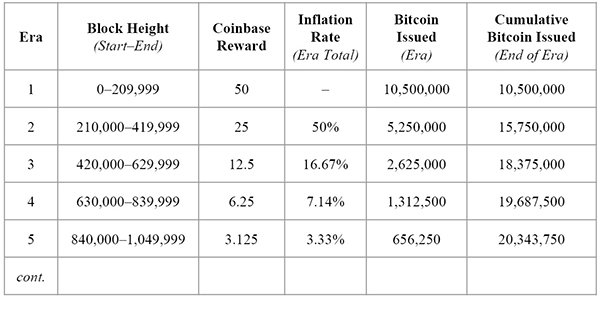 Era Block Height (Start–End) Coinbase Reward Inflation Rate (Era Total) Bitcoin Issued (Era) Cumulative Bitcoin Issued (End of Era)
1 0–209,999 50 – 10,500,000 10,500,000
2 210,000–419,999 25 50% 5,250,000 15,750,000
3 420,000–629,999 12.5 16.67% 2,625,000 18,375,000
4 630,000–839,999 6.25 7.14% 1,312,500 19,687,500
5 840,000–1,049,999 3.125 3.33% 656,250 20,343,750
cont.